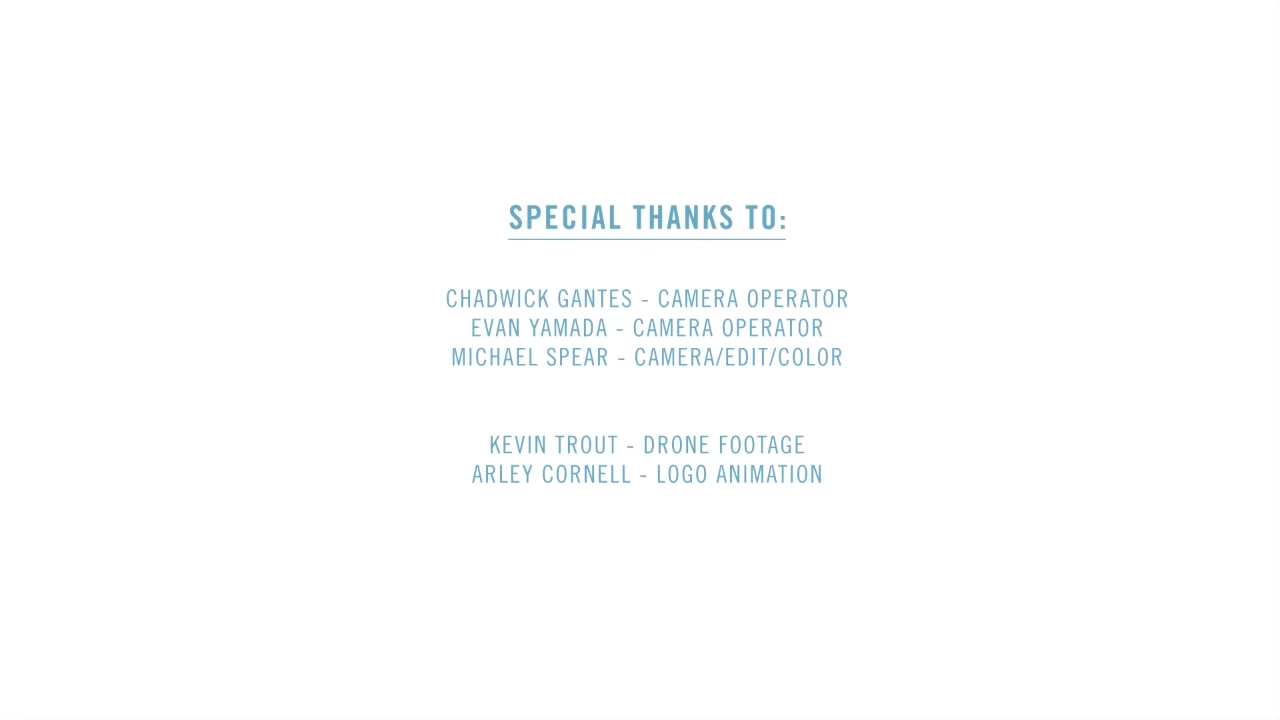 SPECIAL THANKS TO:
CHADWICK GANTES - CAMERA OPERATOR
EVAN YAMADA - CAMERA OPERATOR
MICHAEL SPEAR - CAMERA/EDIT/COLOR
KEVIN TROUT - DRONE FOOTAGE
ARLEY CORNELL - LOGO ANIMATION